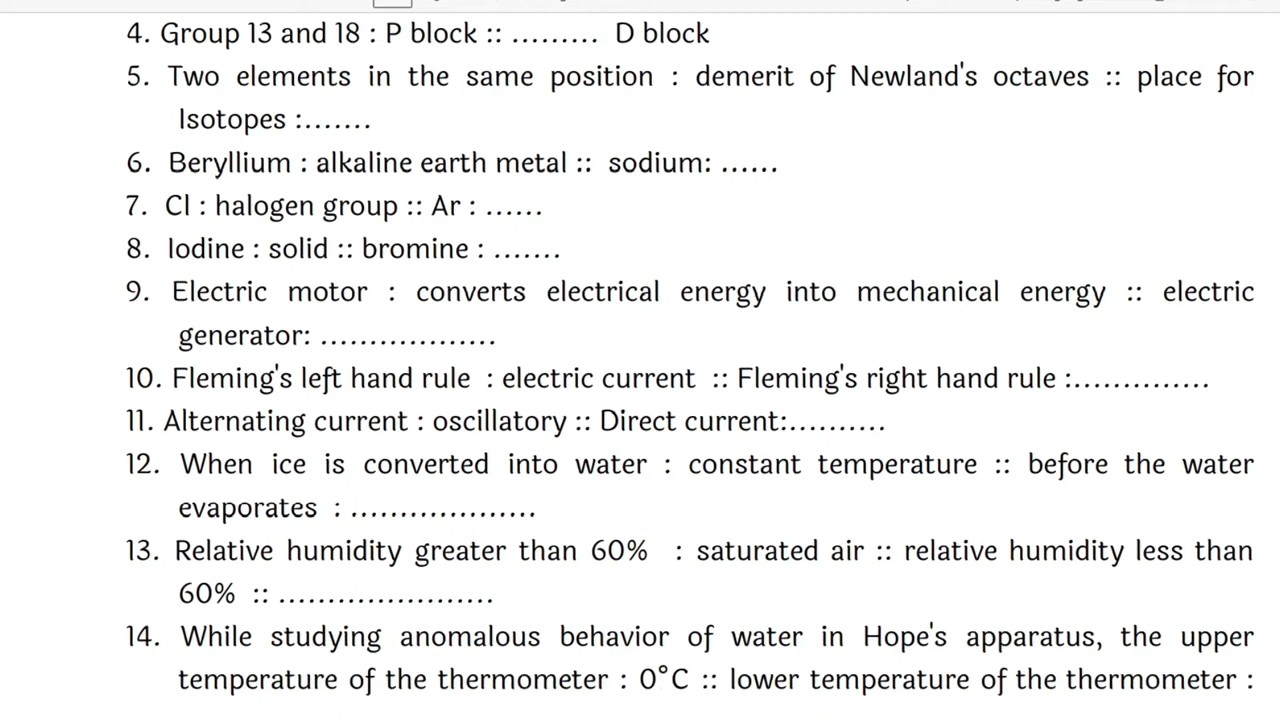 4. Group 13 and 18 : P block :: ......... D block
5. Two elements in the same position : demerit of Newland's octaves :: place for
Isotopes :.......
6. Beryllium : alkaline earth metal :: sodium: ......
7. Cl : halogen group :: Ar : ......
8. Iodine : solid :: bromine : .......
9. Electric motor : converts electrical energy into mechanical energy :: electric
generator: ..................
10. Fleming's left hand rule : electric current :: Fleming's right hand rule :..............
11. Alternating current : oscillatory :: Direct current:..........
12. When ice is converted into water : constant temperature :: before the water
evaporates : ...................
13. Relative humidity greater than 60% : saturated air :: relative humidity less than
60% :: ......................
14. While studying anomalous behavior of water in Hope's apparatus, the upper
temperature of the thermometer : 0°C :: lower temperature of the thermometer :